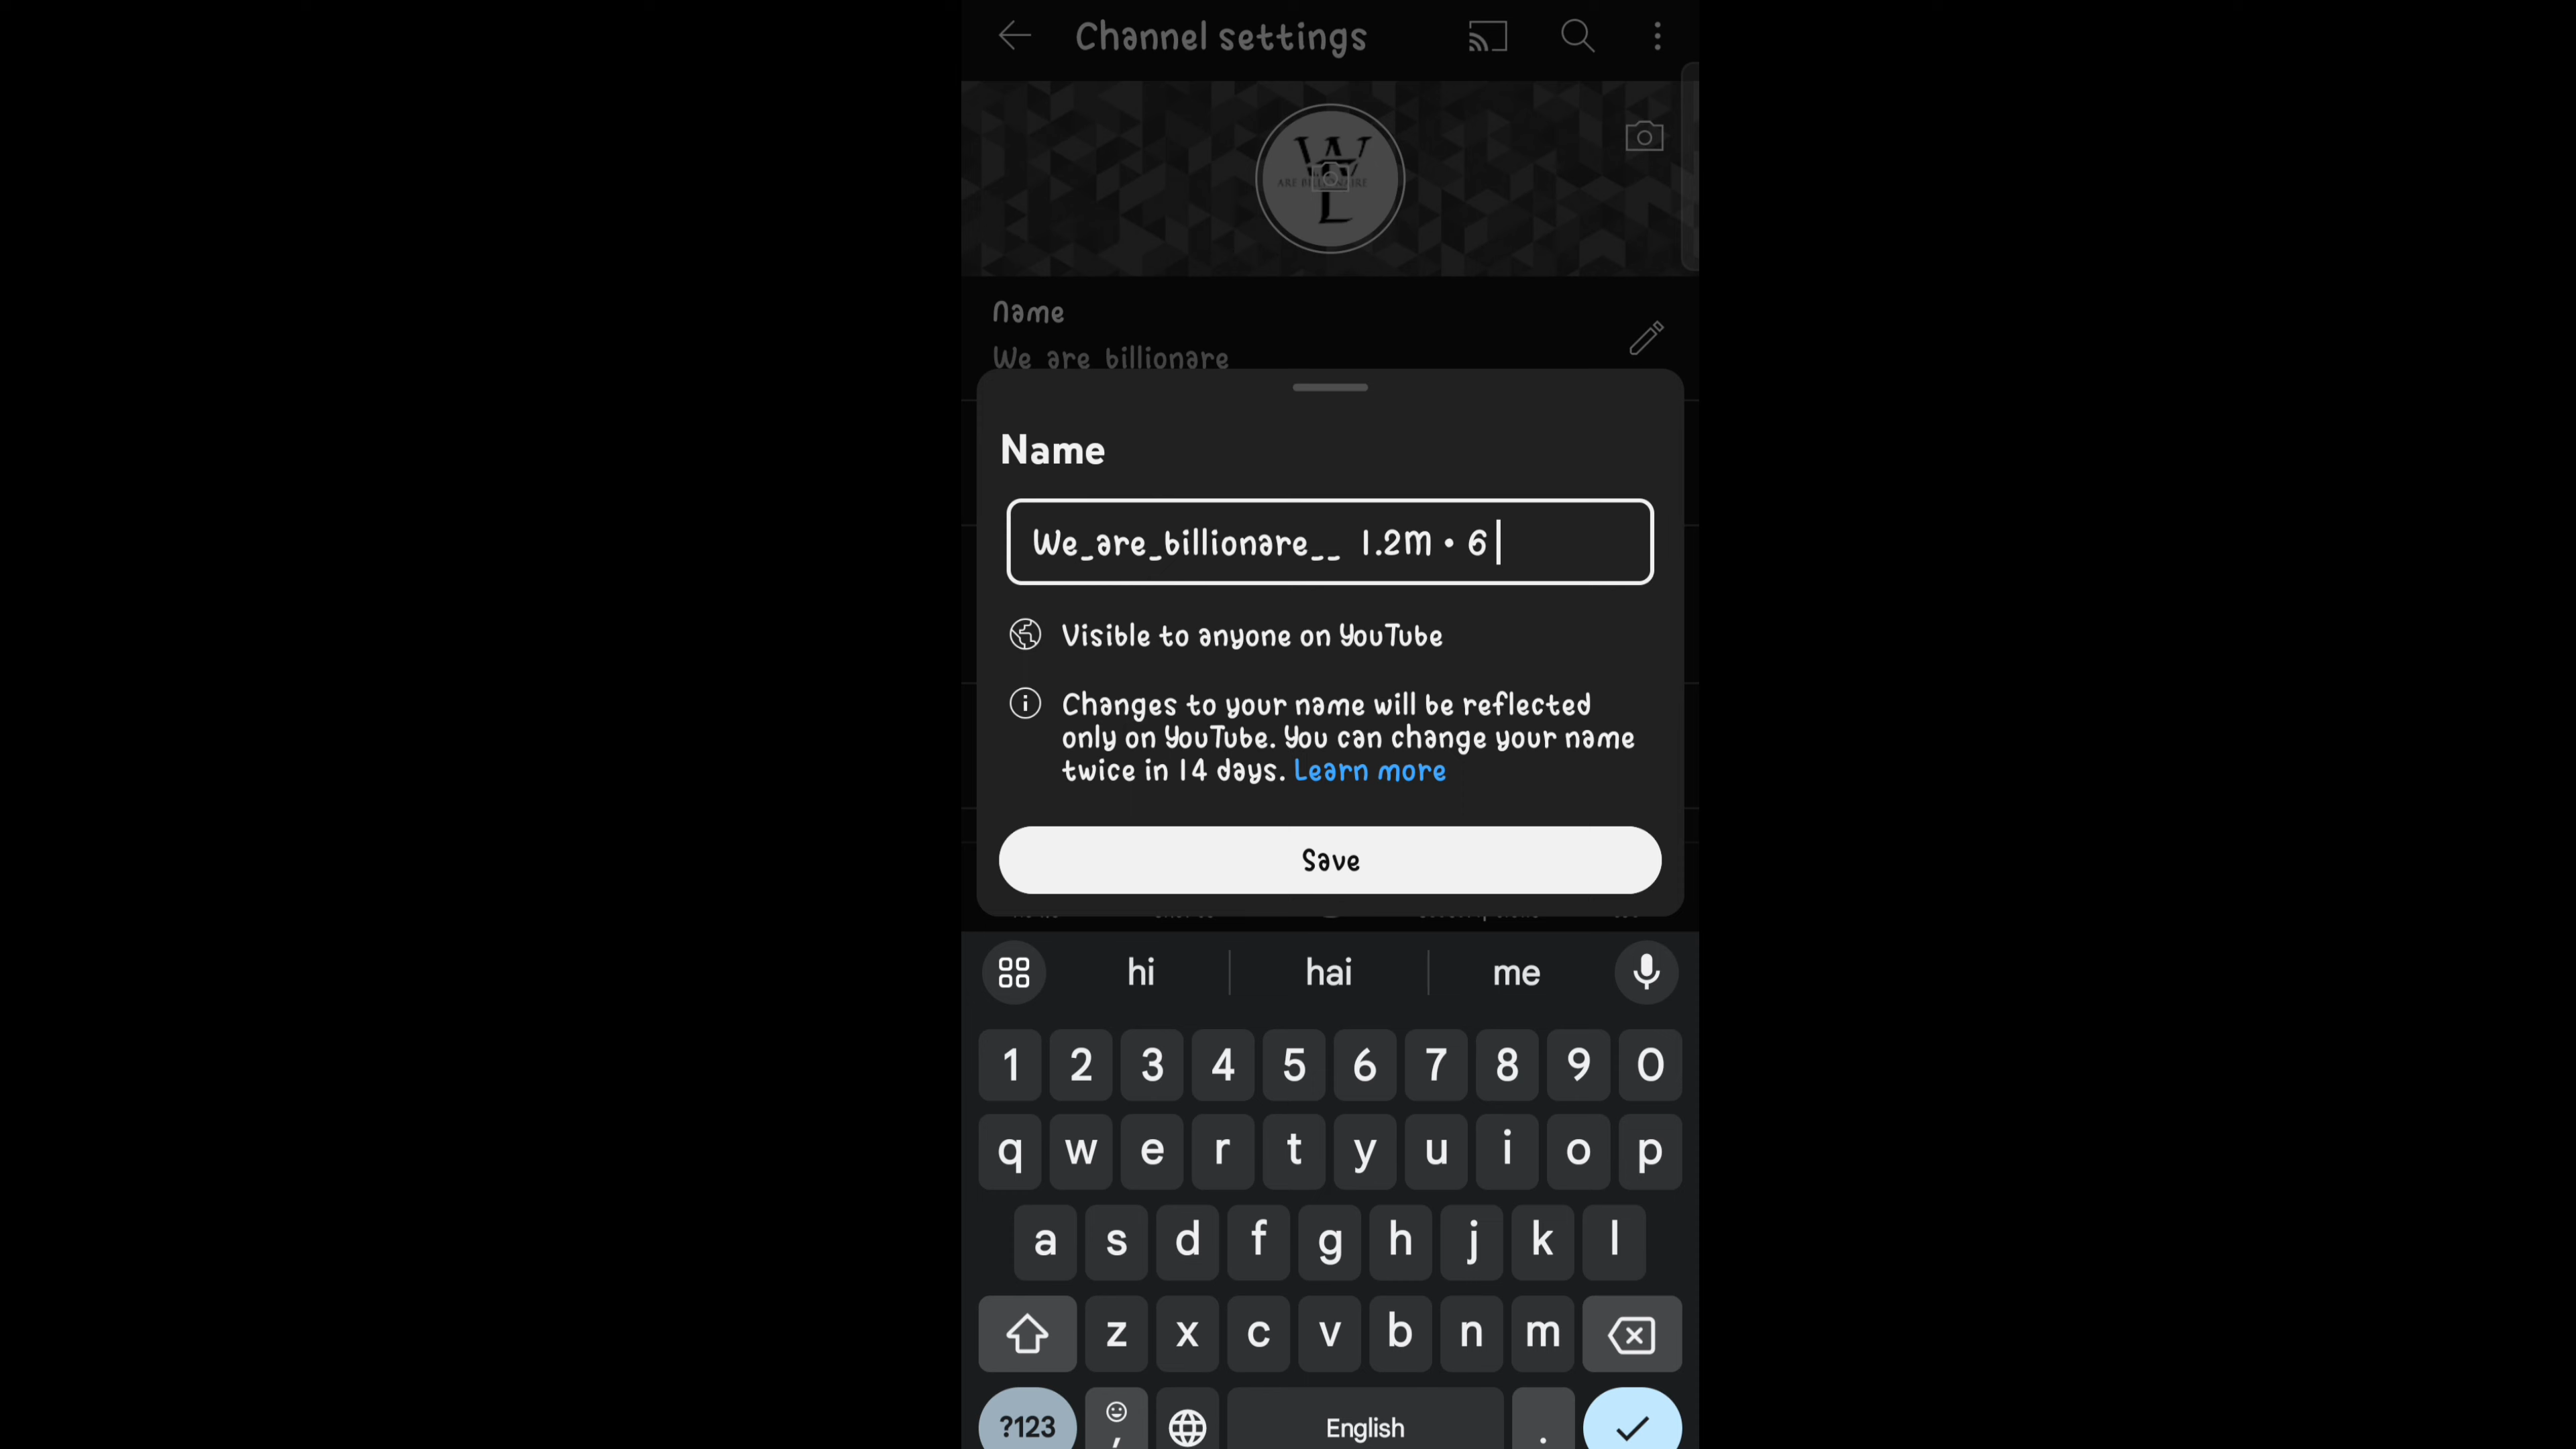 Channel settings
ARE BILLIONAIRE
Name
We_are_billionare__
Name
We_are_billionare__ 1.2M • 6
Visible to anyone on YouTube
Changes to your name will be reflected
only on YouTube. You can change your name
twice in 14 days. Learn more
Save
hi hai me
1 2 3 4 5 6 7 8 9 0
q w e r t y u i o p
a s d f g h j k l
z x c v b n m
?123 , English .